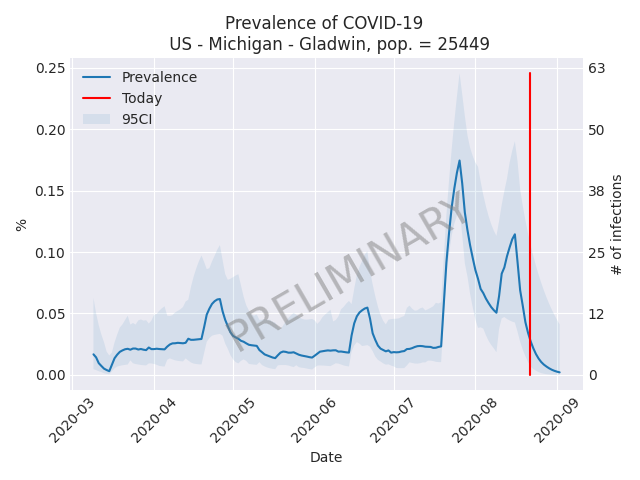 Prevalence of COVID-19
US - Michigan - Gladwin, pop. = 25449
0.25
0.20
0.15
0.10
0.05
0.00
%
Prevalence
Today
95CI
PRELIMINARY
63
50
38
25
12
0
# of infections
2020-03
2020-04
2020-05
2020-06
2020-07
2020-08
2020-09
Date